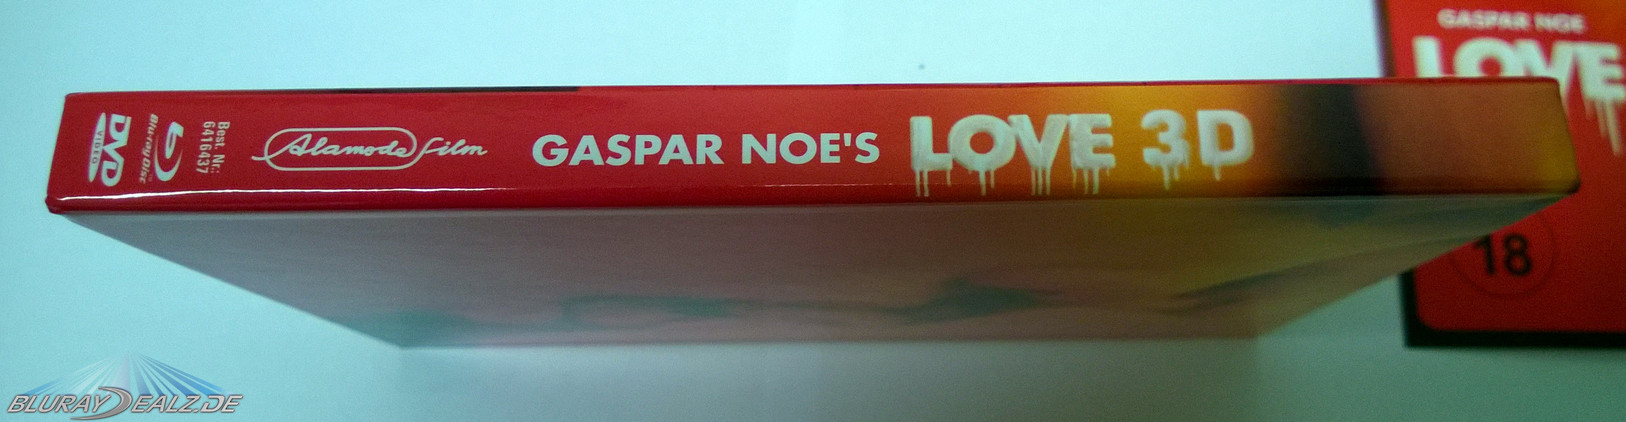 DVD
VIDEO
Blu-ray Disc
Best. Nr.:
6416437
Alamode film
GASPAR NOE'S LOVE 3D
GASPAR NOE
LOVE
18
BLURAYDEALZ.DE